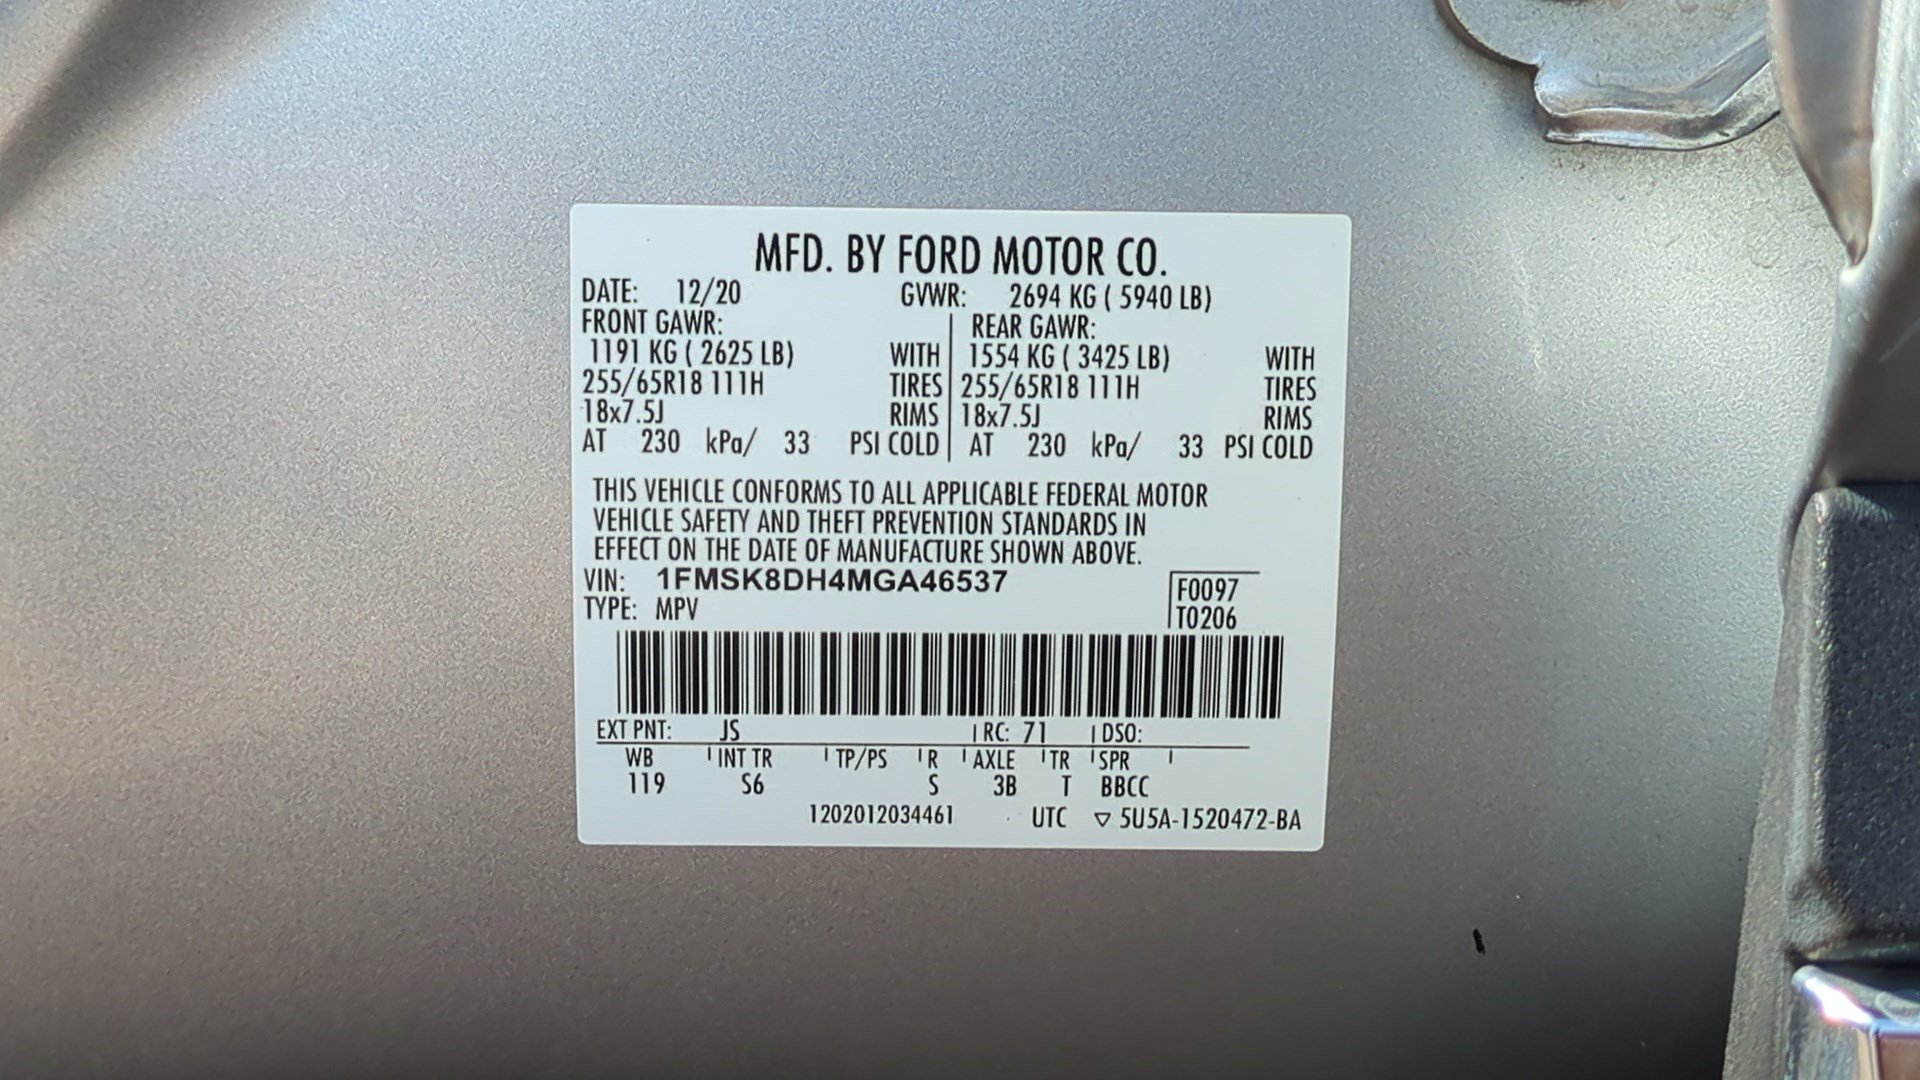 MFD. BY FORD MOTOR CO.
DATE: 12/20 GVWR: 2694 KG ( 5940 LB)
FRONT GAWR: REAR GAWR:
1191 KG ( 2625 LB) WITH 1554 KG ( 3425 LB) WITH
255/65R18 111H TIRES 255/65R18 111H TIRES
18x7.5J RIMS 18x7.5J RIMS
AT 230 kPa/ 33 PSI COLD AT 230 kPa/ 33 PSI COLD
THIS VEHICLE CONFORMS TO ALL APPLICABLE FEDERAL MOTOR
VEHICLE SAFETY AND THEFT PREVENTION STANDARDS IN
EFFECT ON THE DATE OF MANUFACTURE SHOWN ABOVE.
VIN: 1FMSK8DH4MGA46537 F0097
TYPE: MPV T0206
EXT PNT: JS RC: 71 DSO:
WB INT TR TP/PS R AXLE TR SPR
119 S6 S 3B T BBCC
1202012034461 UTC ▽ 5U5A-1520472-BA